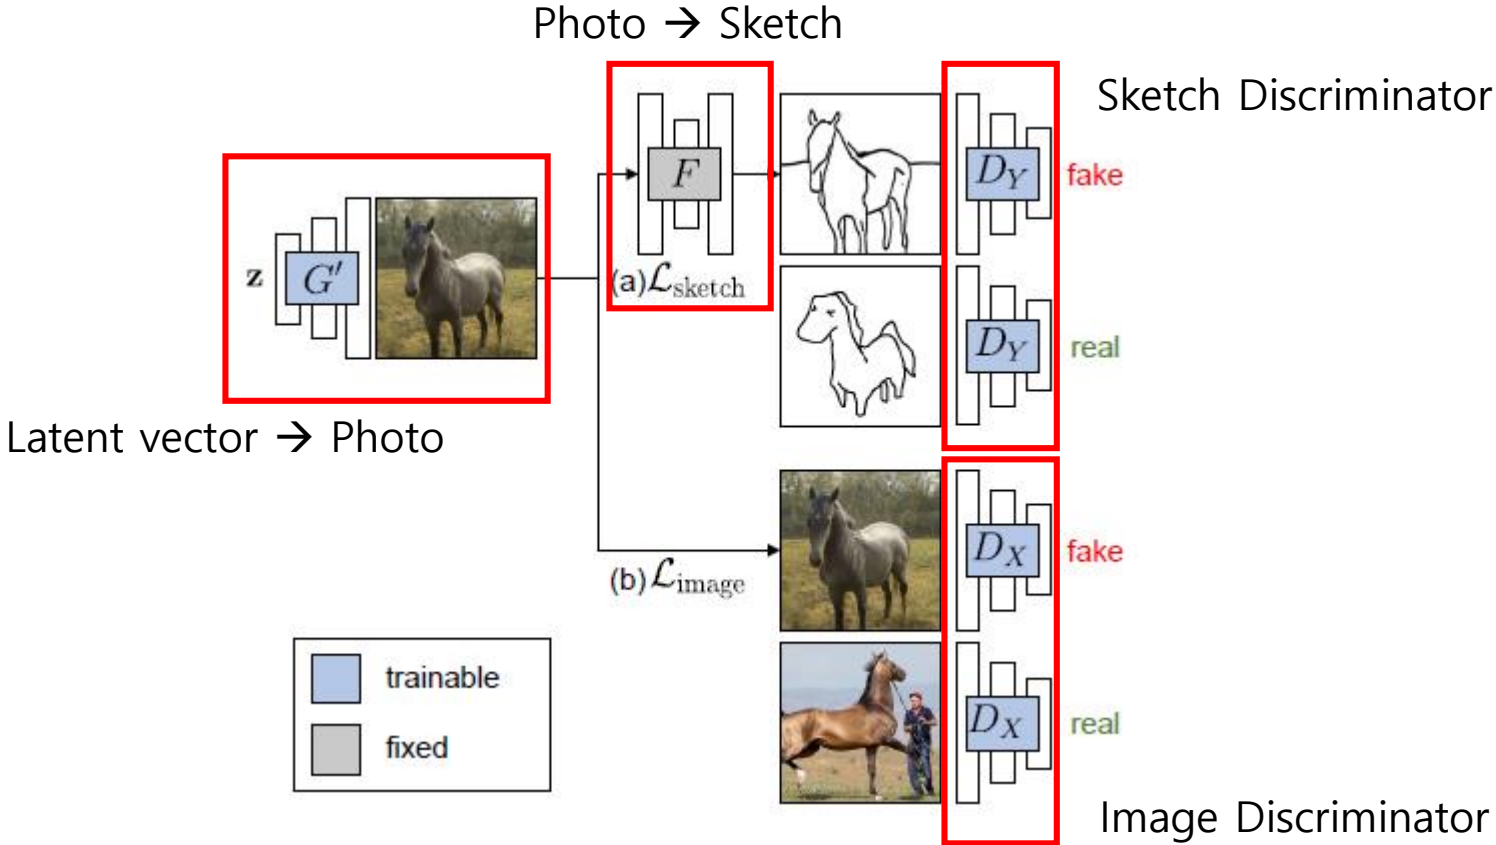 Photo → Sketch
Sketch Discriminator
F
D_Y
fake
z
G′
(a) ℒ_sketch
D_Y
real
Latent vector → Photo
D_X
fake
(b) ℒ_image
trainable
fixed
D_X
real
Image Discriminator